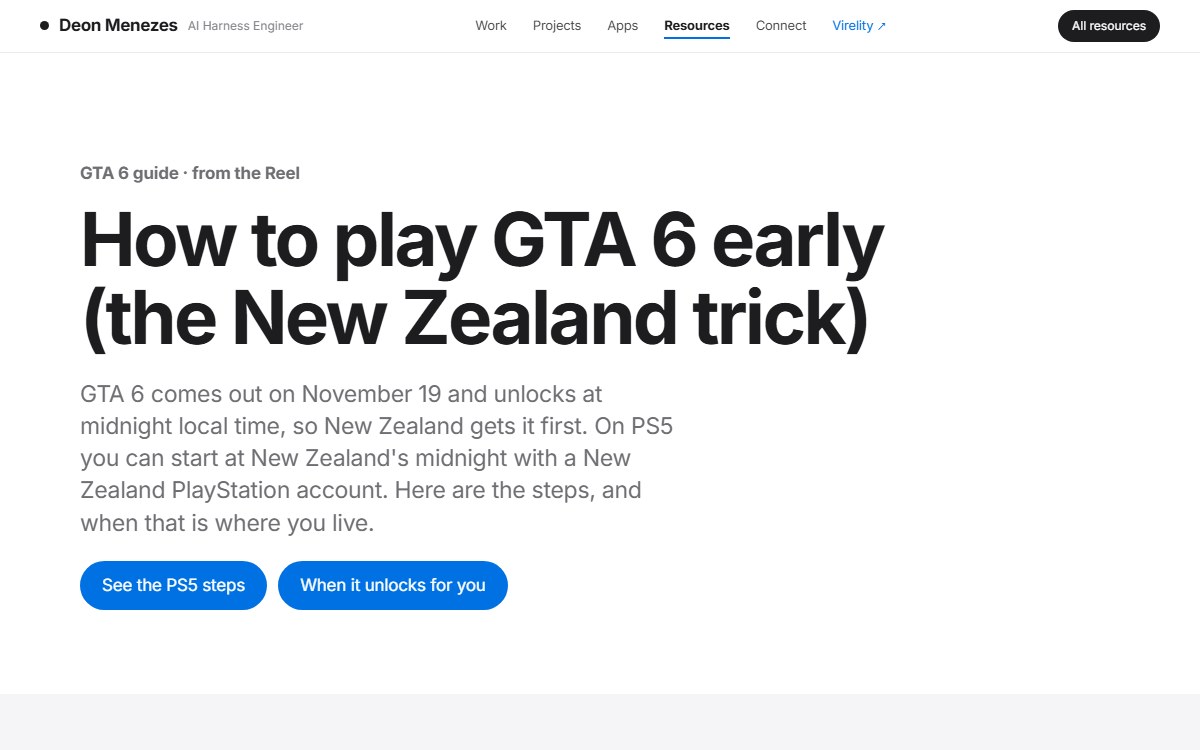 Deon Menezes AI Harness Engineer Work Projects Apps Resources Connect Virelity ↗ All resources
GTA 6 guide · from the Reel
How to play GTA 6 early
(the New Zealand trick)
GTA 6 comes out on November 19 and unlocks at
midnight local time, so New Zealand gets it first. On PS5
you can start at New Zealand's midnight with a New
Zealand PlayStation account. Here are the steps, and
when that is where you live.
See the PS5 steps When it unlocks for you